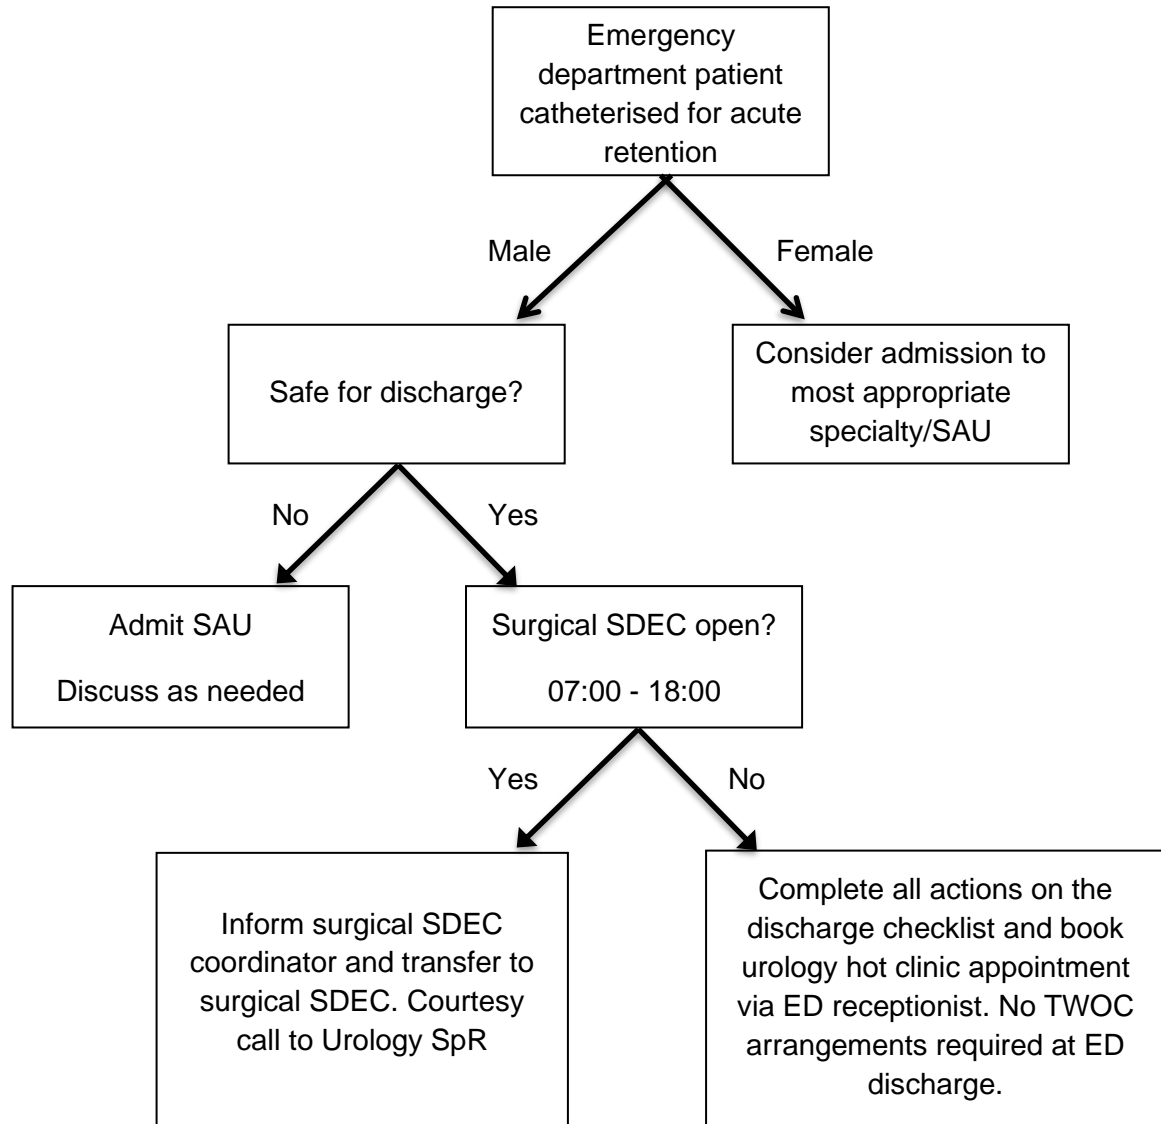 Emergency
department patient
catheterised for acute
retention
Male
Female
Safe for discharge?
Consider admission to
most appropriate
specialty/SAU
No
Yes
Admit SAU
Discuss as needed
Surgical SDEC open?
07:00 - 18:00
Yes
No
Inform surgical SDEC
coordinator and transfer to
surgical SDEC. Courtesy
call to Urology SpR
Complete all actions on the
discharge checklist and book
urology hot clinic appointment
via ED receptionist. No TWOC
arrangements required at ED
discharge.